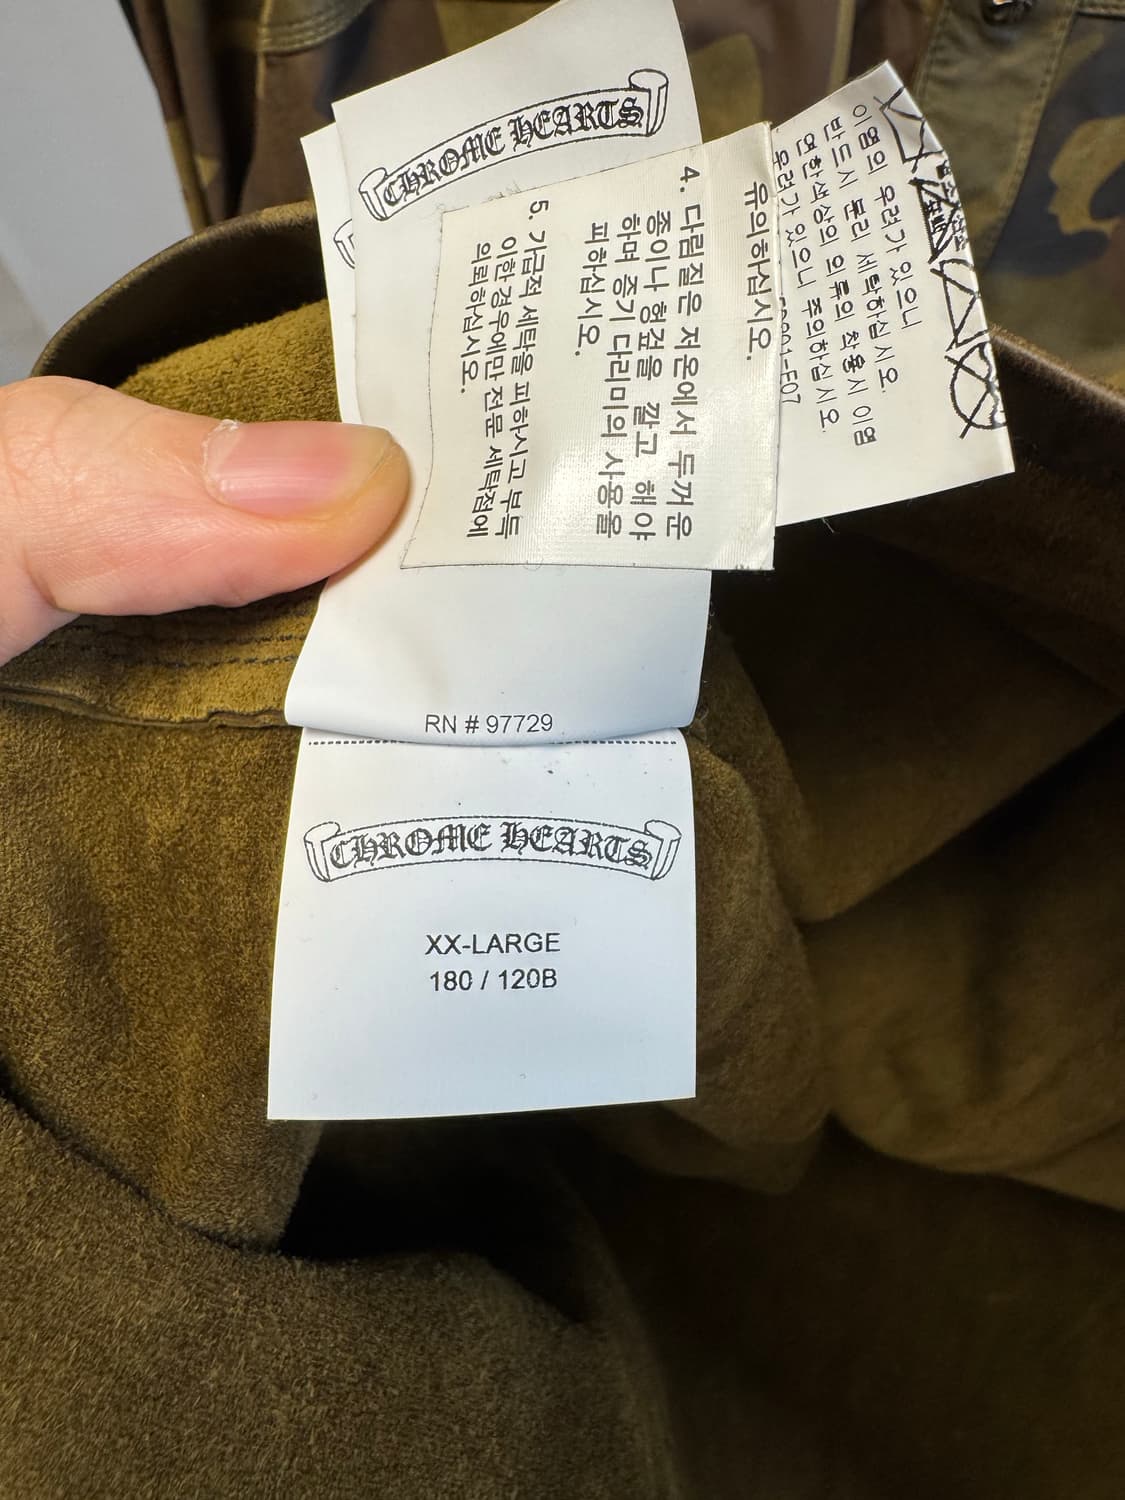 CHROME HEARTS
4. 다림질은 저온에서 두꺼운
종이나 헝겊을 깔고 해야
하며 증기 다리미의 사용을
피하십시오.
5. 가급적 세탁을 피하시고 부득
이한 경우에만 전문 세탁점에
의뢰하십시오.
유의하십시오.
이염의 우려가 있으니
반드시 분리 세탁하십시오.
연한색상의 의류의 착용시 이염
우려가 있으니 주의하십시오.
-E07
RN # 97729
CHROME HEARTS
XX-LARGE
180 / 120B